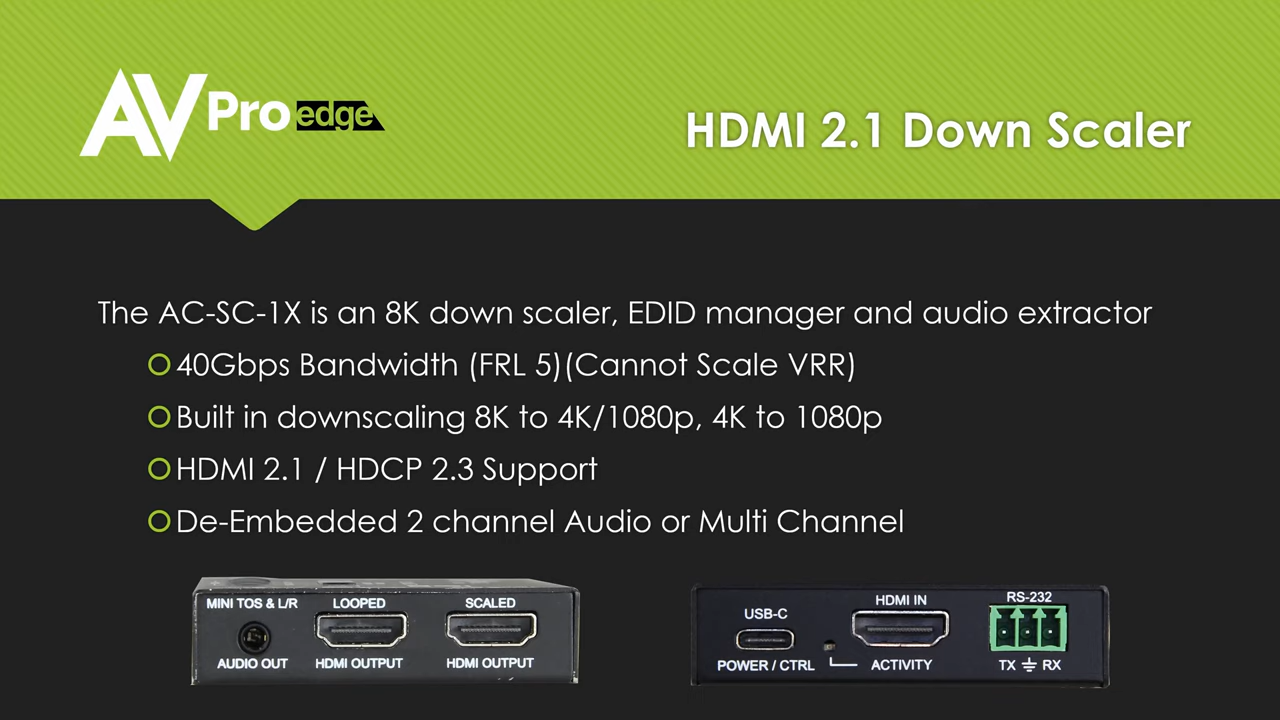 AVPro edge
HDMI 2.1 Down Scaler
The AC-SC-1X is an 8K down scaler, EDID manager and audio extractor
40Gbps Bandwidth (FRL 5)(Cannot Scale VRR)
Built in downscaling 8K to 4K/1080p, 4K to 1080p
HDMI 2.1 / HDCP 2.3 Support
De-Embedded 2 channel Audio or Multi Channel
MINI TOS & L/R
LOOPED
SCALED
AUDIO OUT
HDMI OUTPUT
HDMI OUTPUT
USB-C
HDMI IN
RS-232
POWER / CTRL
ACTIVITY
TX
RX